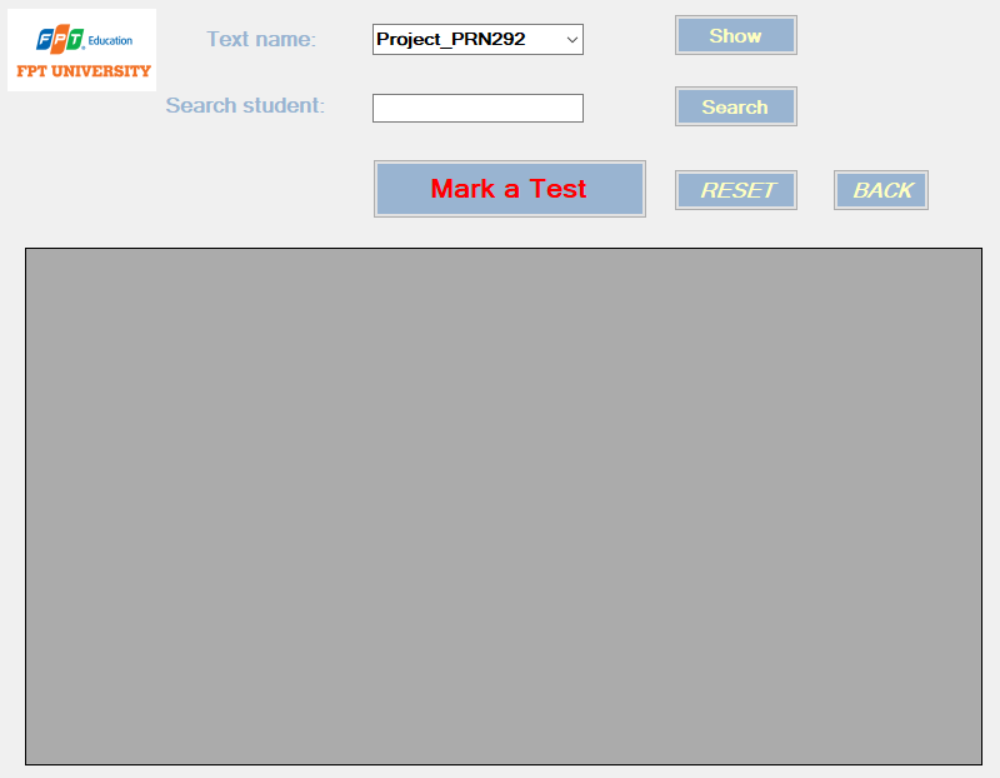 FPT Education
FPT UNIVERSITY
Text name:
Project_PRN292
Show
Search student:
Search
Mark a Test
RESET
BACK